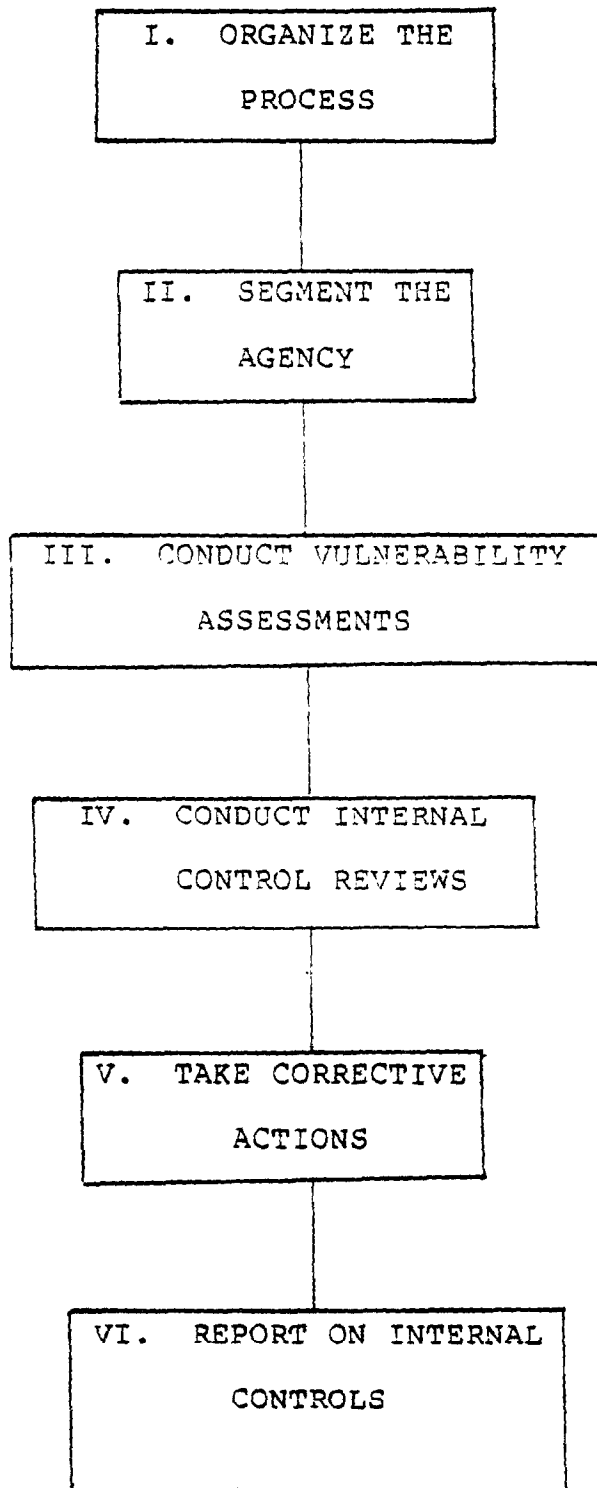 I. ORGANIZE THE
PROCESS
II. SEGMENT THE
AGENCY
III. CONDUCT VULNERABILITY
ASSESSMENTS
IV. CONDUCT INTERNAL
CONTROL REVIEWS
V. TAKE CORRECTIVE
ACTIONS
VI. REPORT ON INTERNAL
CONTROLS